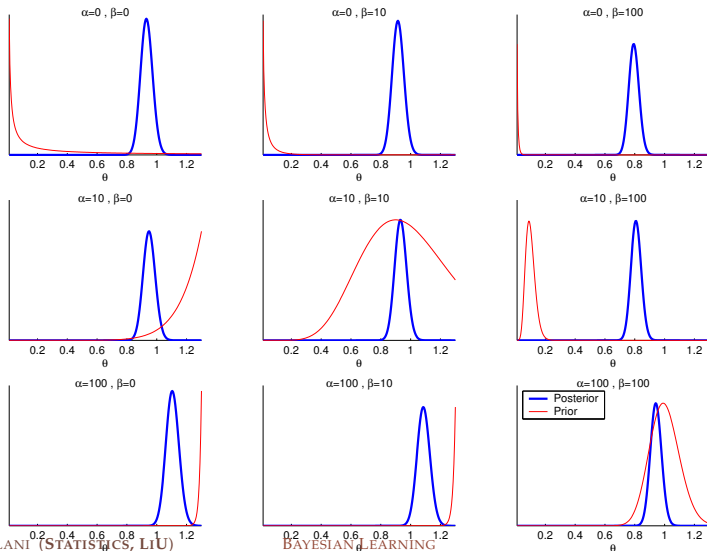 α=0 , β=0
α=0 , β=10
α=0 , β=100
0.2 0.4 0.6 0.8 1 1.2
0.2 0.4 0.6 0.8 1 1.2
0.2 0.4 0.6 0.8 1 1.2
θ
θ
θ
α=10 , β=0
α=10 , β=10
α=10 , β=100
0.2 0.4 0.6 0.8 1 1.2
0.2 0.4 0.6 0.8 1 1.2
0.2 0.4 0.6 0.8 1 1.2
θ
θ
θ
α=100 , β=0
α=100 , β=10
α=100 , β=100
Posterior
Prior
0.2 0.4 0.6 0.8 1 1.2
0.2 0.4 0.6 0.8 1 1.2
0.2 0.4 0.6 0.8 1 1.2
LANI (STATISTICS, LIU)
θ
BAYESIAN LEARNING
θ
θ